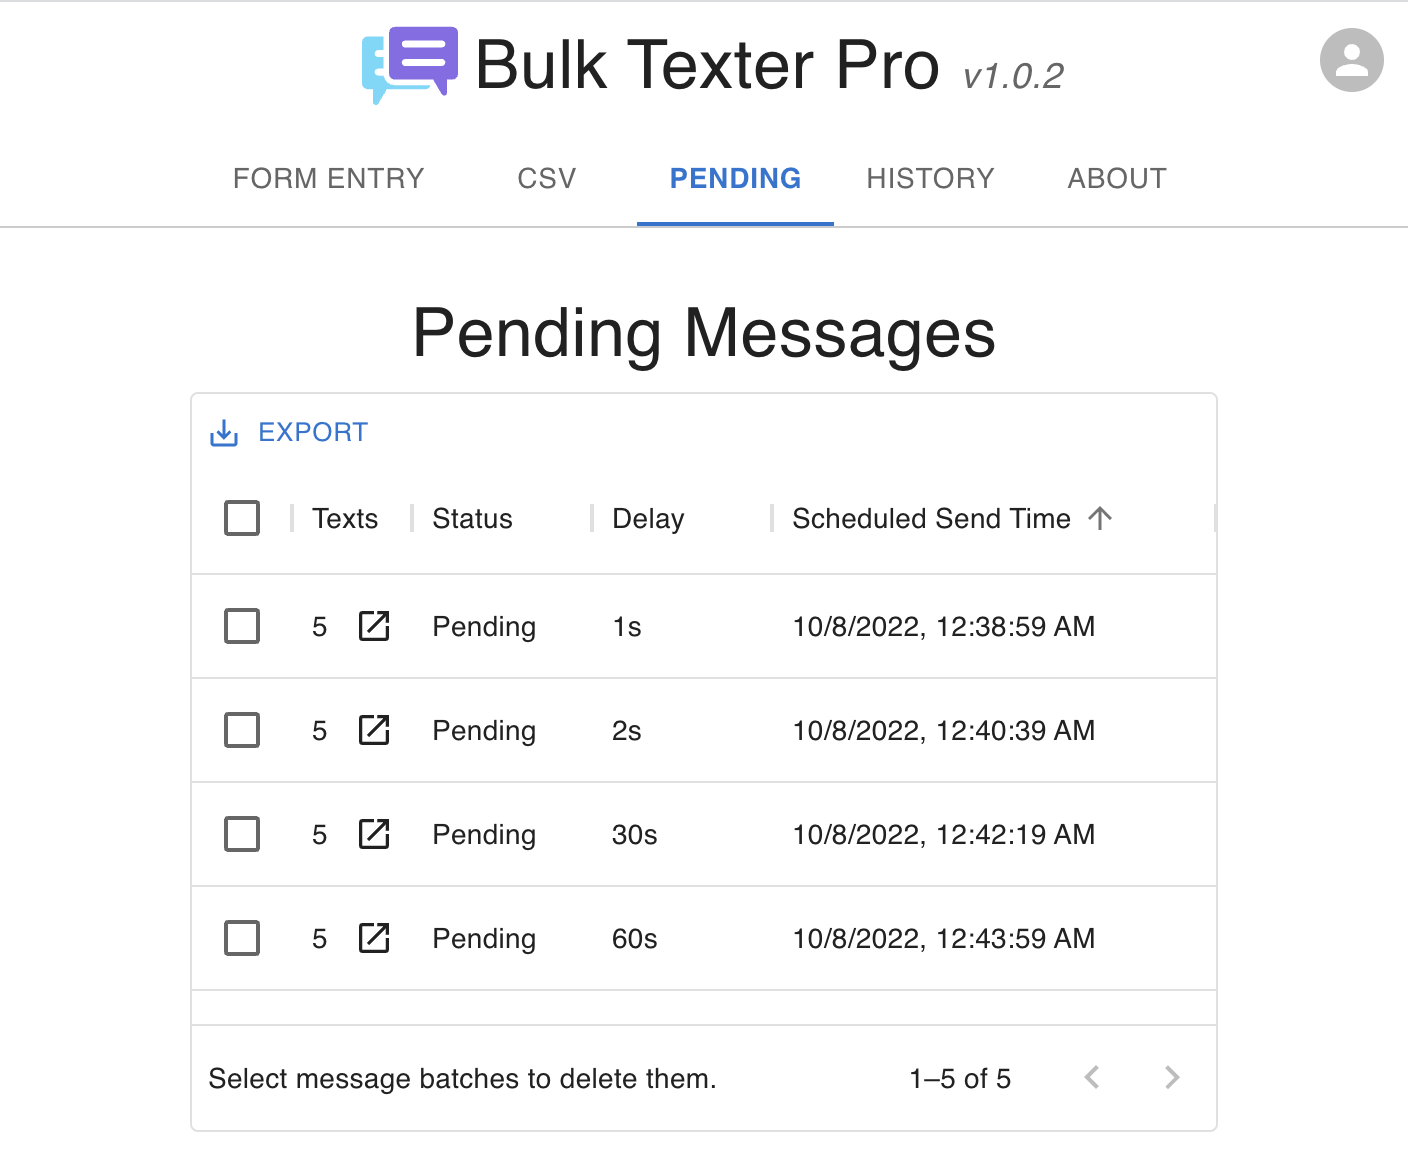 Bulk Texter Pro v1.0.2
FORM ENTRY CSV PENDING HISTORY ABOUT
Pending Messages
EXPORT
Texts Status Delay Scheduled Send Time
5 Pending 1s 10/8/2022, 12:38:59 AM
5 Pending 2s 10/8/2022, 12:40:39 AM
5 Pending 30s 10/8/2022, 12:42:19 AM
5 Pending 60s 10/8/2022, 12:43:59 AM
Select message batches to delete them. 1–5 of 5